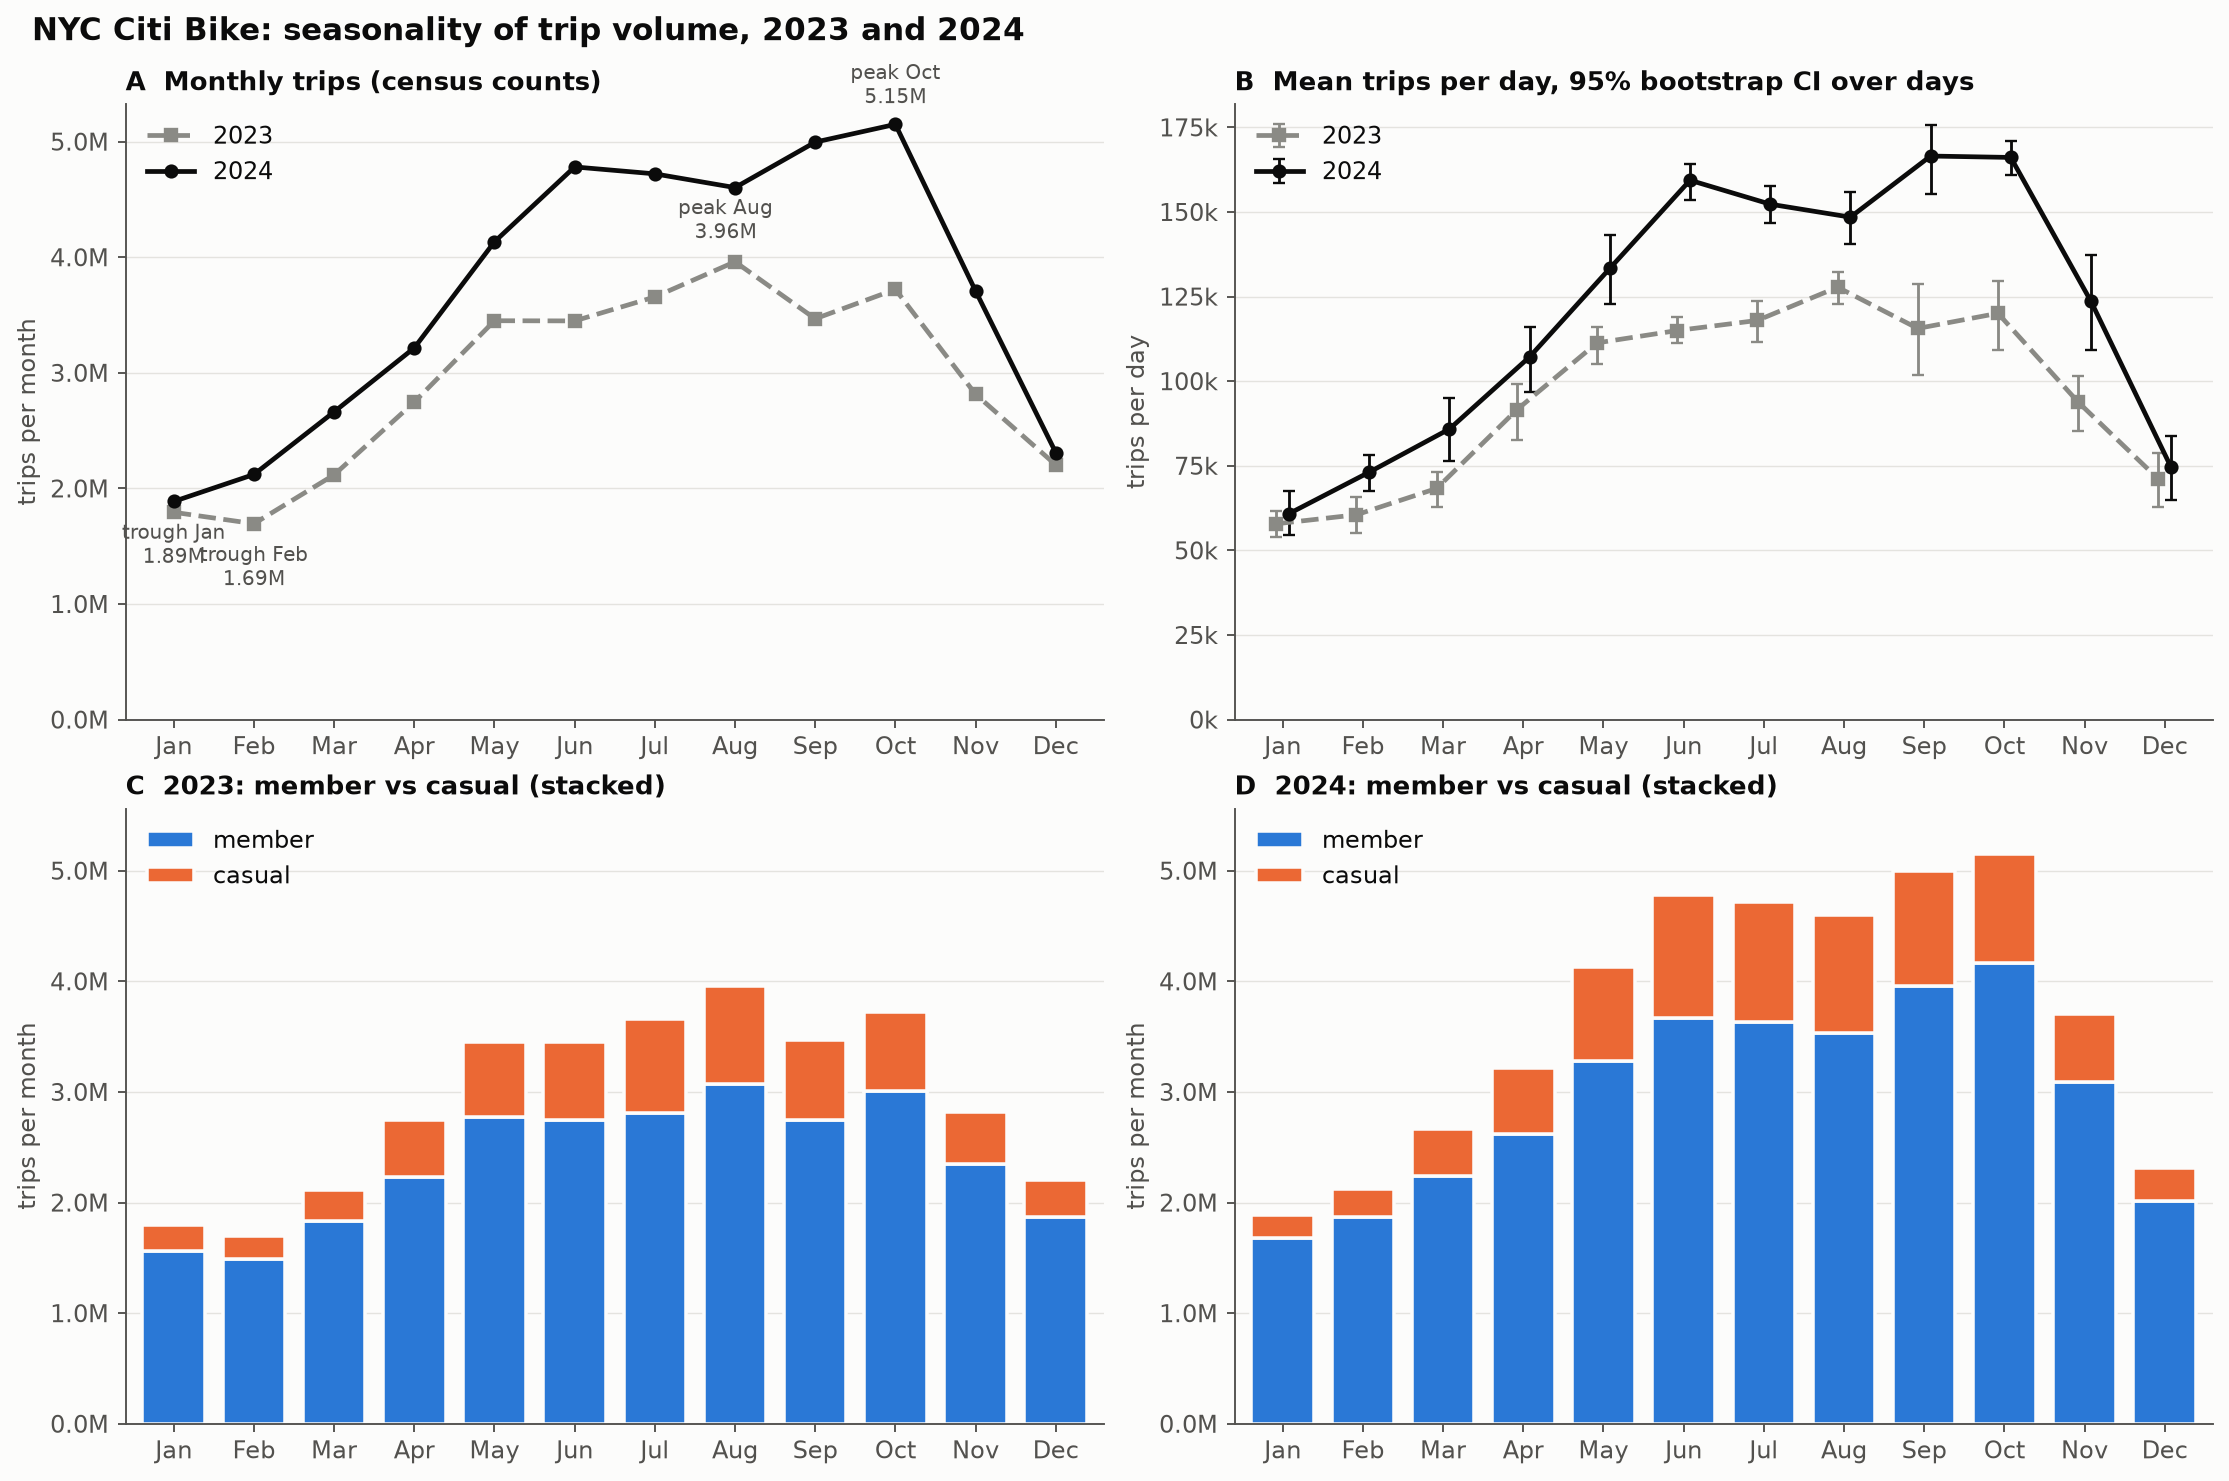 NYC Citi Bike: seasonality of trip volume, 2023 and 2024
A Monthly trips (census counts)
2023
2024
peak Oct
5.15M
peak Aug
3.96M
trough Jan
1.89M
trough Feb
1.69M
trips per month
5.0M
4.0M
3.0M
2.0M
1.0M
0.0M
Jan Feb Mar Apr May Jun Jul Aug Sep Oct Nov Dec
B Mean trips per day, 95% bootstrap CI over days
2023
2024
trips per day
175k
150k
125k
100k
75k
50k
25k
0k
Jan Feb Mar Apr May Jun Jul Aug Sep Oct Nov Dec
C 2023: member vs casual (stacked)
member
casual
trips per month
5.0M
4.0M
3.0M
2.0M
1.0M
0.0M
Jan Feb Mar Apr May Jun Jul Aug Sep Oct Nov Dec
D 2024: member vs casual (stacked)
member
casual
trips per month
5.0M
4.0M
3.0M
2.0M
1.0M
0.0M
Jan Feb Mar Apr May Jun Jul Aug Sep Oct Nov Dec